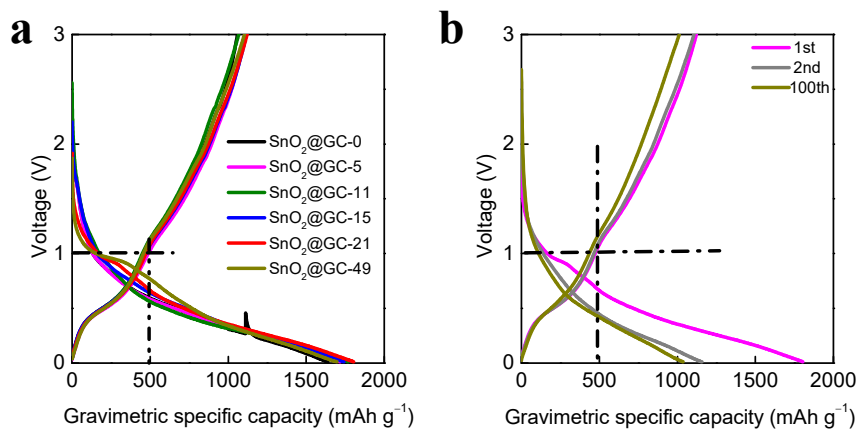 a
3
2
1
0
Voltage (V)
SnO₂@GC-0
SnO₂@GC-5
SnO₂@GC-11
SnO₂@GC-15
SnO₂@GC-21
SnO₂@GC-49
0 500 1000 1500 2000
Gravimetric specific capacity (mAh g⁻¹)
b
3
2
1
0
Voltage (V)
1st
2nd
100th
0 500 1000 1500 2000
Gravimetric specific capacity (mAh g⁻¹)